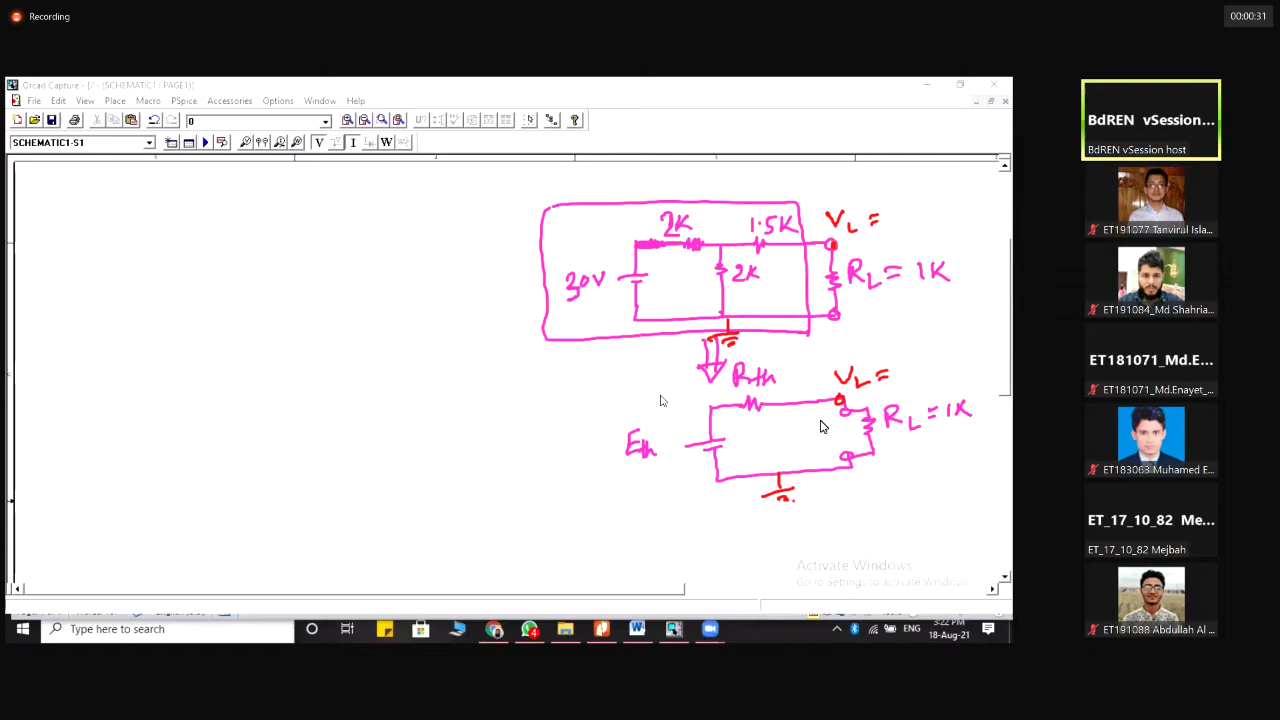 Recording
00:00:31
Orcad Capture - [/ - (SCHEMATIC1 : PAGE1)]
File Edit View Place Macro PSpice Accessories Options Window Help
0
SCHEMATIC1-S1
V I W
2K 1.5K VL =
30V 2K RL = 1K
Rth VL =
Eth RL = 1K
Activate Windows
Go to Settings to activate Windows.
Type here to search
ENG
3:22 PM
18-Aug-21
BdREN vSession...
BdREN vSession host
ET191077 Tanvirul Isla...
ET191084_Md Shahria...
ET181071_Md.E...
ET181071_Md.Enayet_...
ET183063 Muhamed E...
ET_17_10_82 Me...
ET_17_10_82 Mejbah
ET191088 Abdullah Al ...